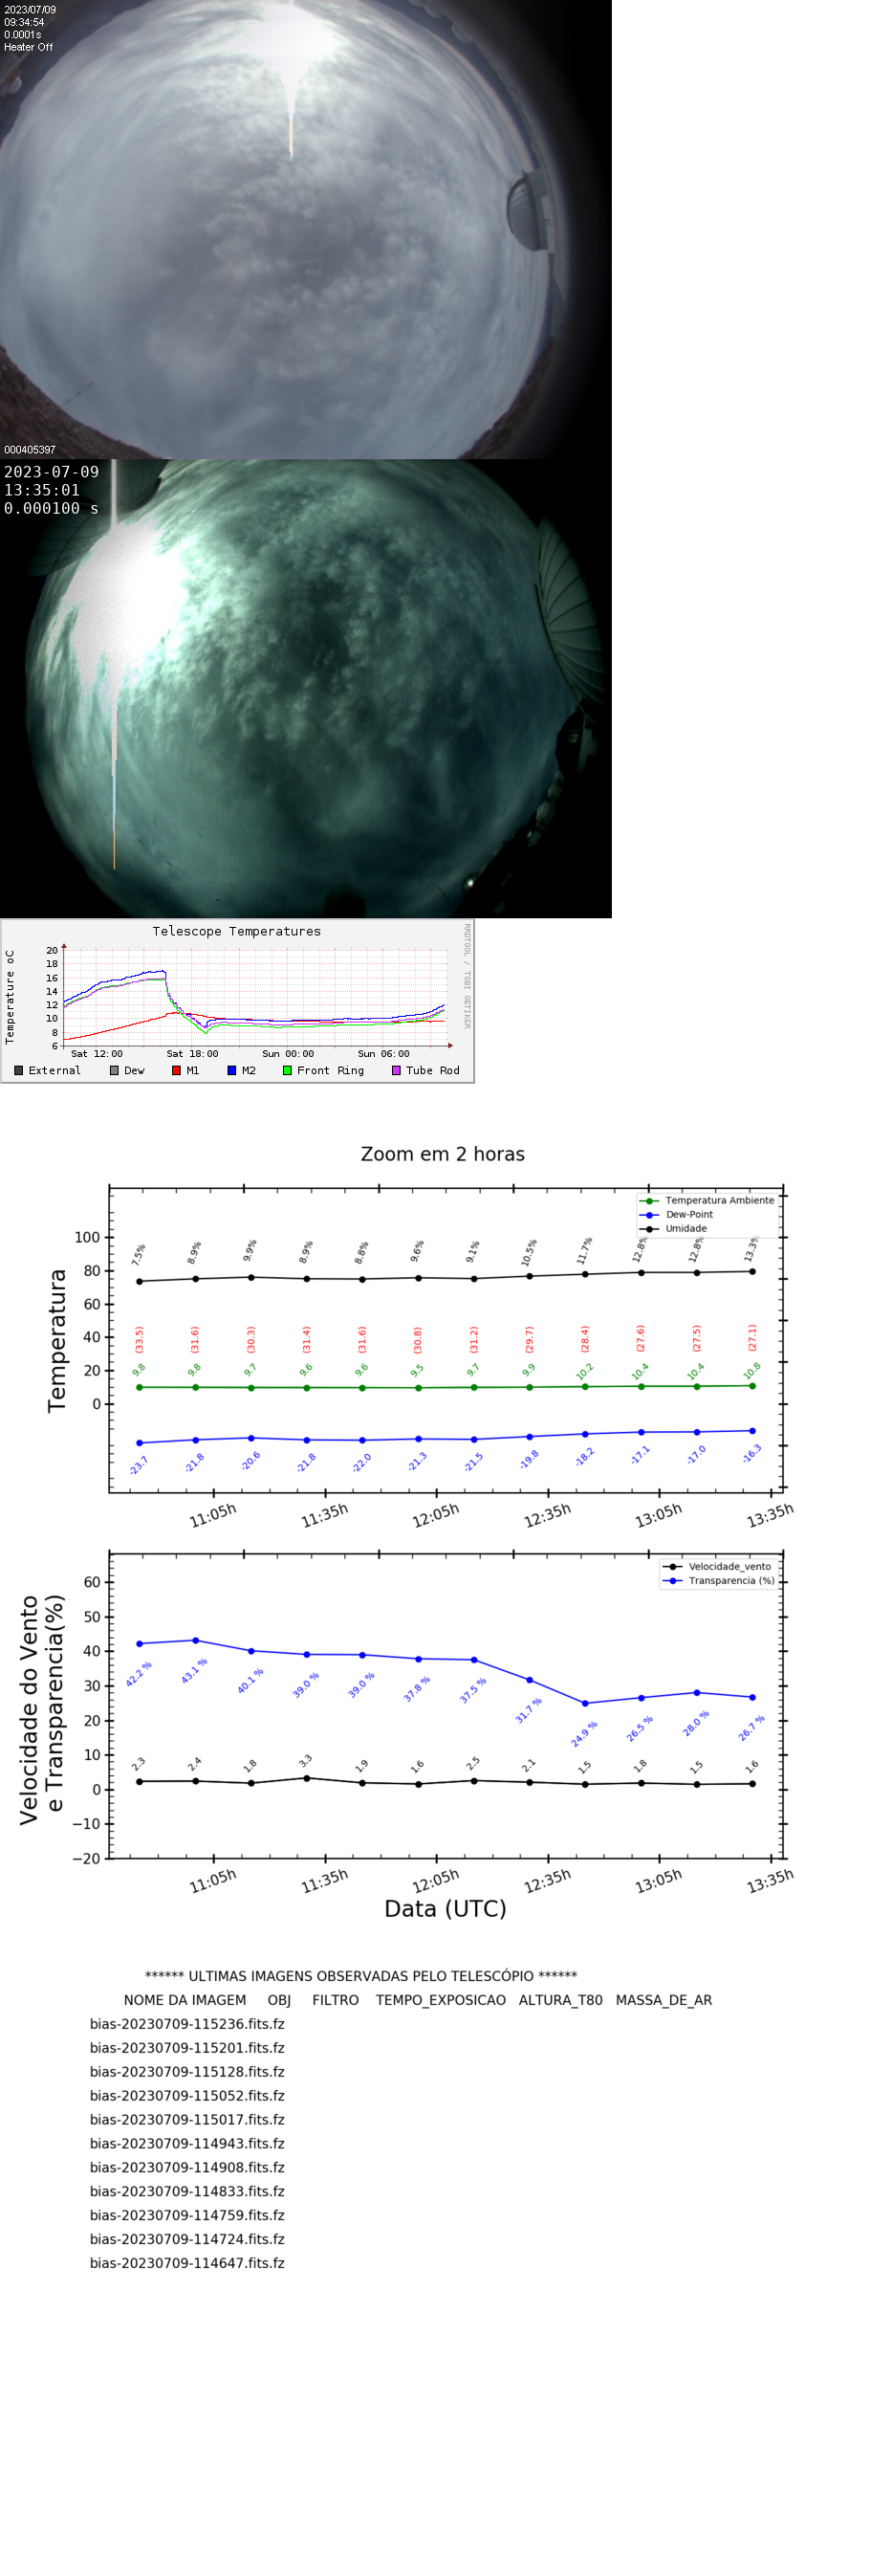 2023/07/09
09:34:54
0.0001s
Heater Off
000405397
2023-07-09
13:35:01
0.000100 s
Telescope Temperatures
RRDTOOL / TOBI OETIKER
Temperature oC
20
18
16
14
12
10
8
6
Sat 12:00 Sat 18:00 Sun 00:00 Sun 06:00
External Dew M1 M2 Front Ring Tube Rod
Zoom em 2 horas
Temperatura Ambiente
Dew-Point
Umidade
Temperatura
100
80
60
40
20
0
7.5% 8.9% 9.9% 8.9% 8.8% 9.6% 9.1% 10.5% 11.7% 12.8% 12.8% 13.3%
(33.5) (31.6) (30.3) (31.4) (31.6) (30.8) (31.2) (29.7) (28.4) (27.6) (27.5) (27.1)
9.8 9.8 9.7 9.6 9.6 9.5 9.7 9.9 10.2 10.4 10.4 10.8
-23.7 -21.8 -20.6 -21.8 -22.0 -21.3 -21.5 -19.8 -18.2 -17.1 -17.0 -16.3
11:05h 11:35h 12:05h 12:35h 13:05h 13:35h
Velocidade_vento
Transparencia (%)
Velocidade do Vento
e Transparencia(%)
60
50
40
30
20
10
0
−10
−20
42.2 % 43.1 % 40.1 % 39.0 % 39.0 % 37.8 % 37.5 % 31.7 % 24.9 % 26.5 % 28.0 % 26.7 %
2.3 2.4 1.8 3.3 1.9 1.6 2.5 2.1 1.5 1.8 1.5 1.6
11:05h 11:35h 12:05h 12:35h 13:05h 13:35h
Data (UTC)
****** ULTIMAS IMAGENS OBSERVADAS PELO TELESCÓPIO ******
NOME DA IMAGEM OBJ FILTRO TEMPO_EXPOSICAO ALTURA_T80 MASSA_DE_AR
bias-20230709-115236.fits.fz
bias-20230709-115201.fits.fz
bias-20230709-115128.fits.fz
bias-20230709-115052.fits.fz
bias-20230709-115017.fits.fz
bias-20230709-114943.fits.fz
bias-20230709-114908.fits.fz
bias-20230709-114833.fits.fz
bias-20230709-114759.fits.fz
bias-20230709-114724.fits.fz
bias-20230709-114647.fits.fz